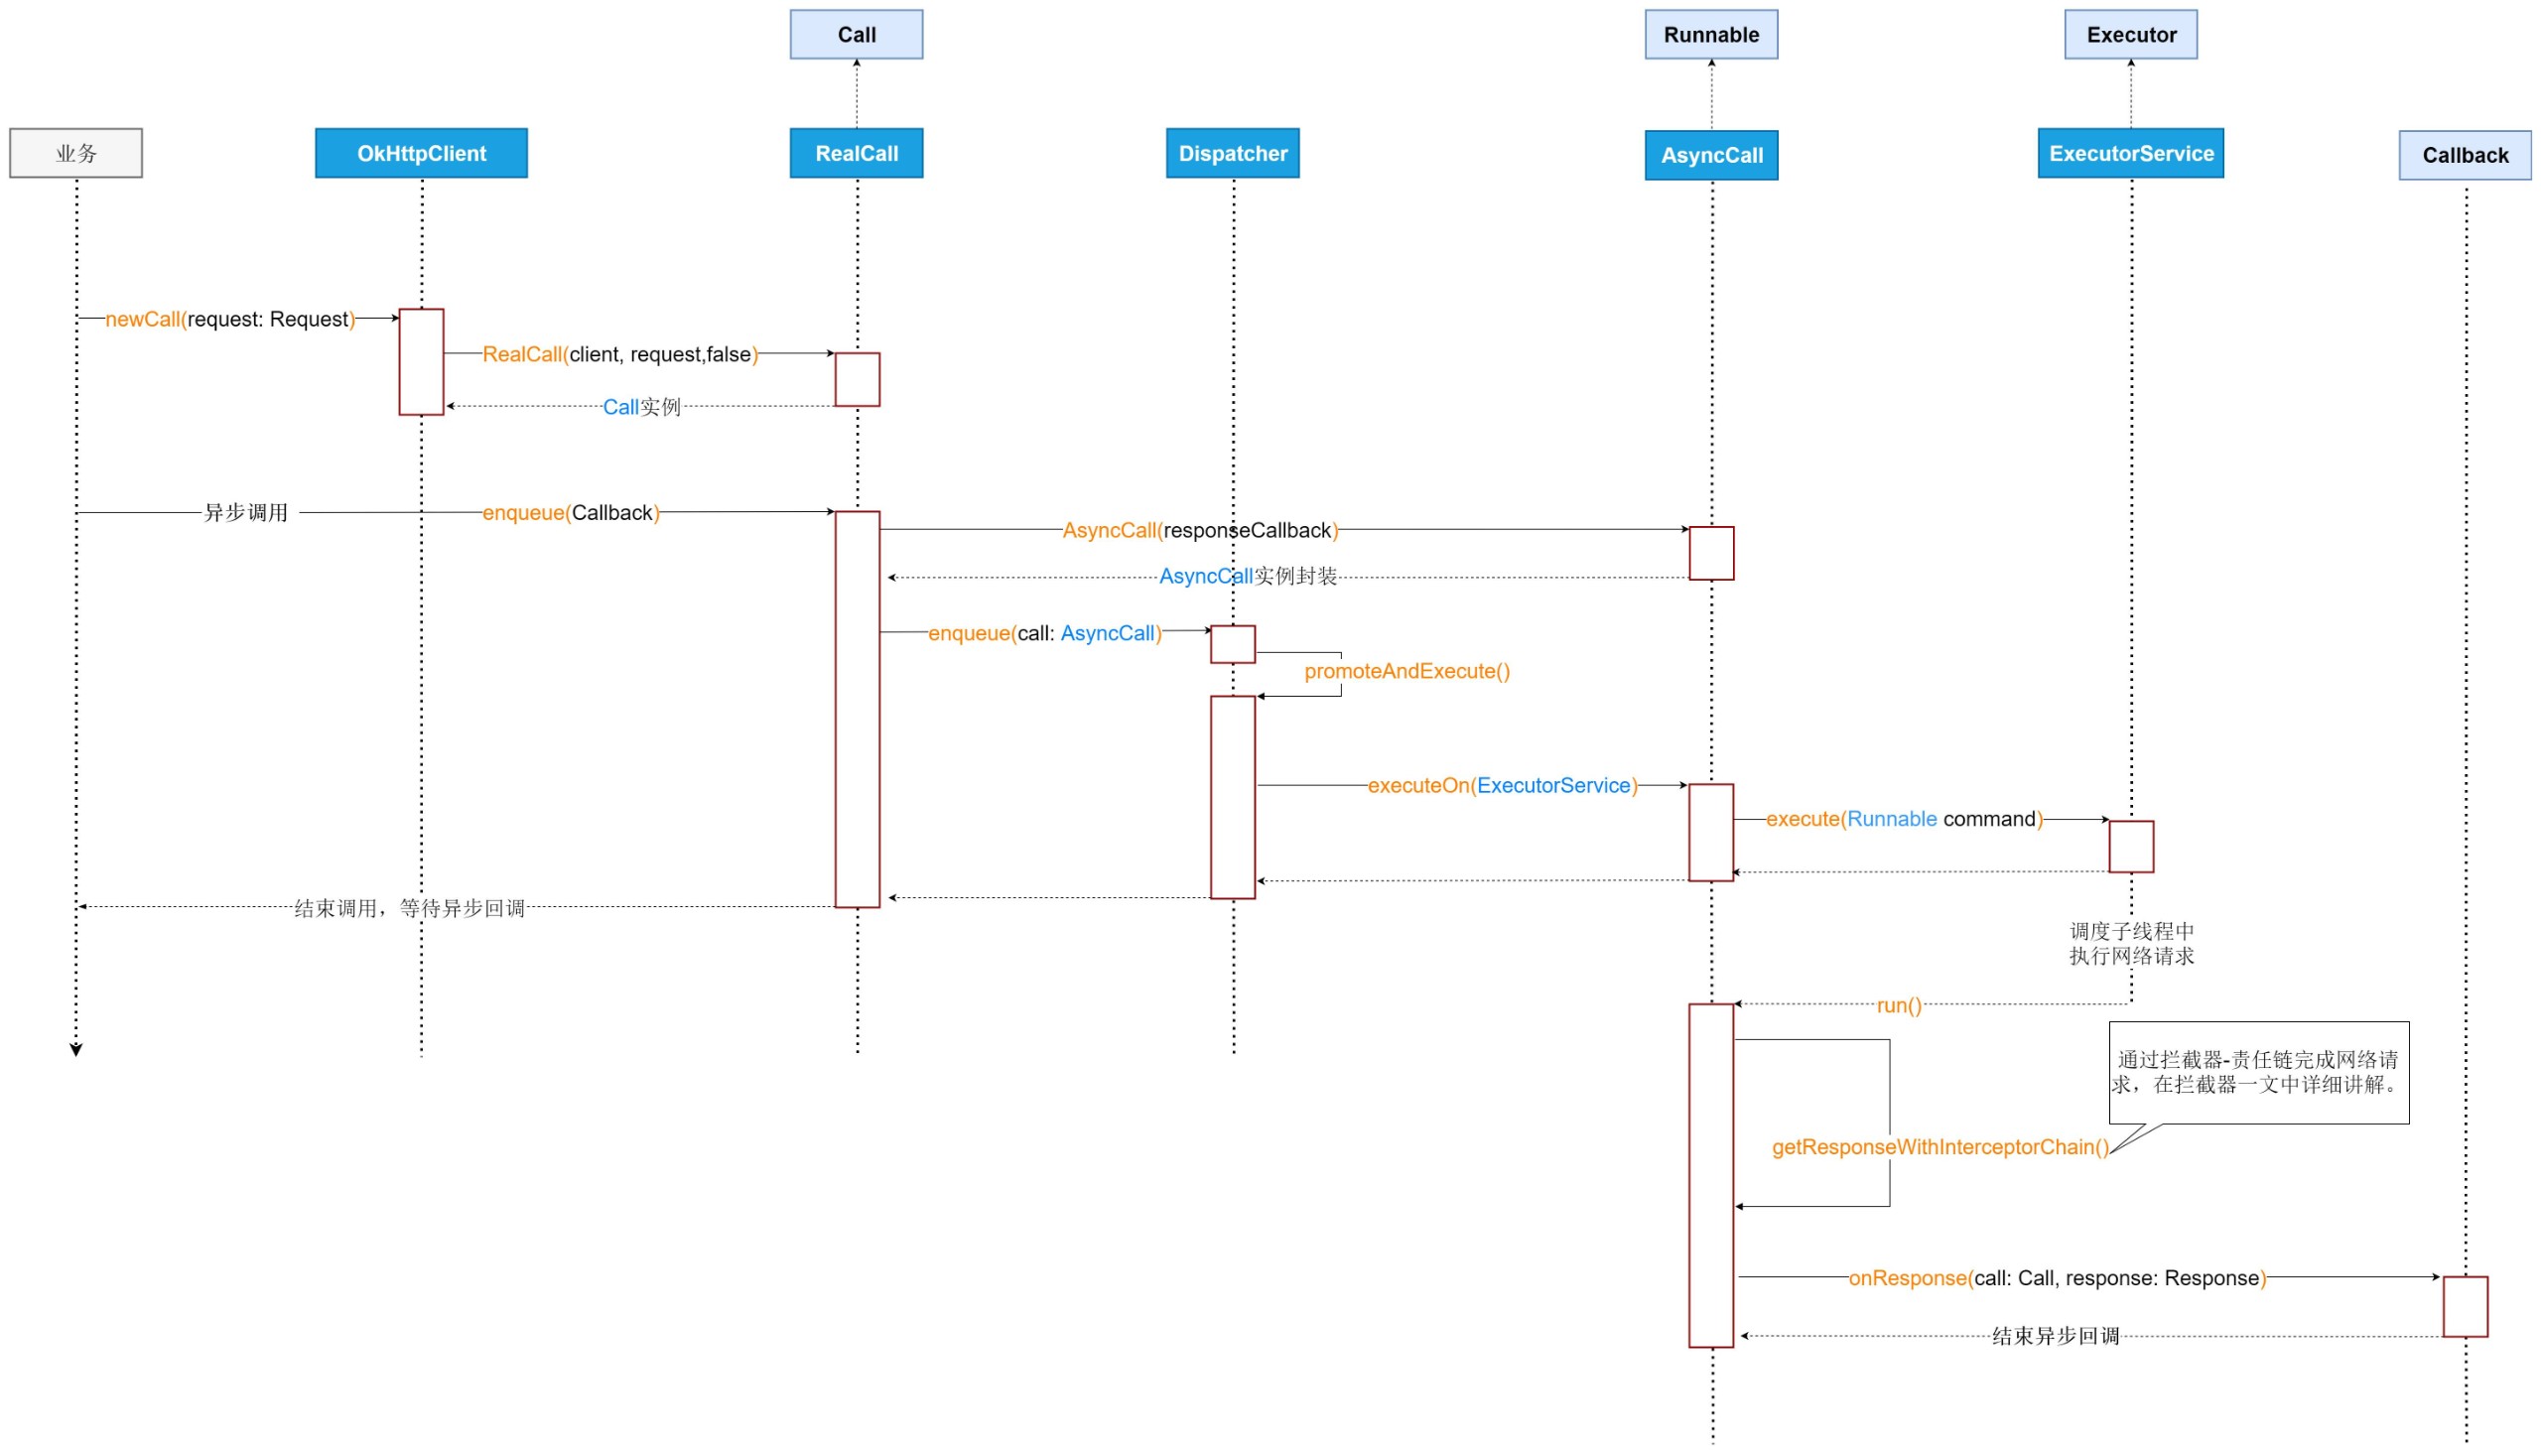 Call
Runnable
Executor
业务
OkHttpClient
RealCall
Dispatcher
AsyncCall
ExecutorService
Callback
newCall(request: Request)
RealCall(client, request,false)
Call实例
异步调用
enqueue(Callback)
AsyncCall(responseCallback)
AsyncCall实例封装
enqueue(call: AsyncCall)
promoteAndExecute()
executeOn(ExecutorService)
execute(Runnable command)
结束调用，等待异步回调
调度子线程中
执行网络请求
run()
通过拦截器-责任链完成网络请
求，在拦截器一文中详细讲解。
getResponseWithInterceptorChain()
onResponse(call: Call, response: Response)
结束异步回调